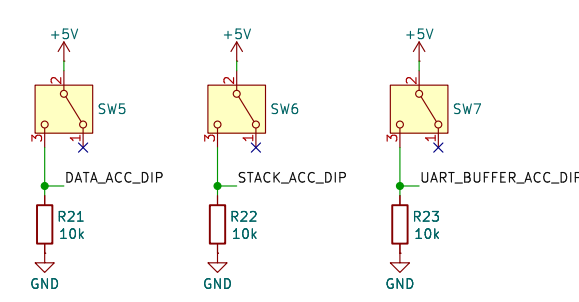 +5V +5V +5V
2 2 2
SW5 SW6 SW7
3 1 3 1 3 1
DATA_ACC_DIP STACK_ACC_DIP UART_BUFFER_ACC_DIP
R21 R22 R23
10k 10k 10k
GND GND GND